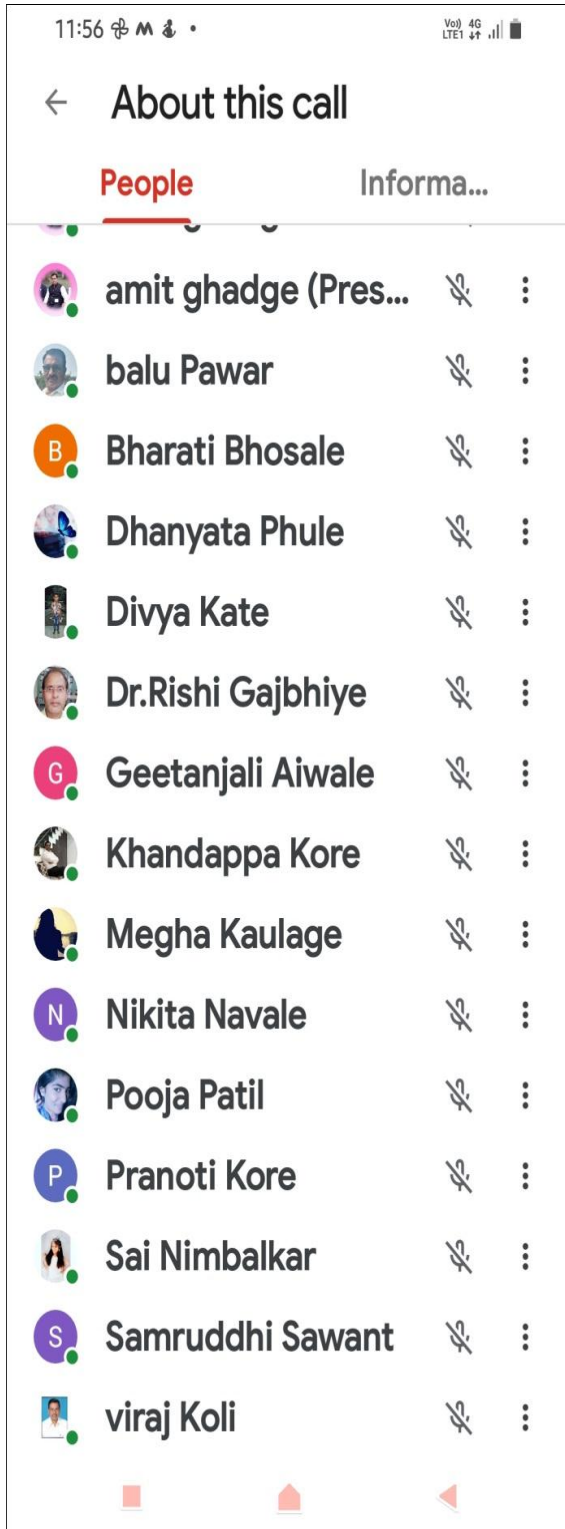 11:56
Vo)) 4G
LTE1
About this call
People Informa...
amit ghadge (Pres...
balu Pawar
B Bharati Bhosale
Dhanyata Phule
Divya Kate
Dr.Rishi Gajbhiye
G Geetanjali Aiwale
Khandappa Kore
Megha Kaulage
N Nikita Navale
Pooja Patil
P Pranoti Kore
Sai Nimbalkar
S Samruddhi Sawant
viraj Koli